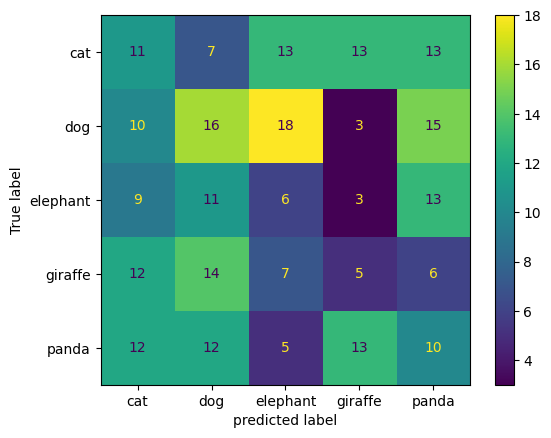 cat 11 7 13 13 13
dog 10 16 18 3 15
elephant 9 11 6 3 13
giraffe 12 14 7 5 6
panda 12 12 5 13 10
cat dog elephant giraffe panda
predicted label
True label
18
16
14
12
10
8
6
4